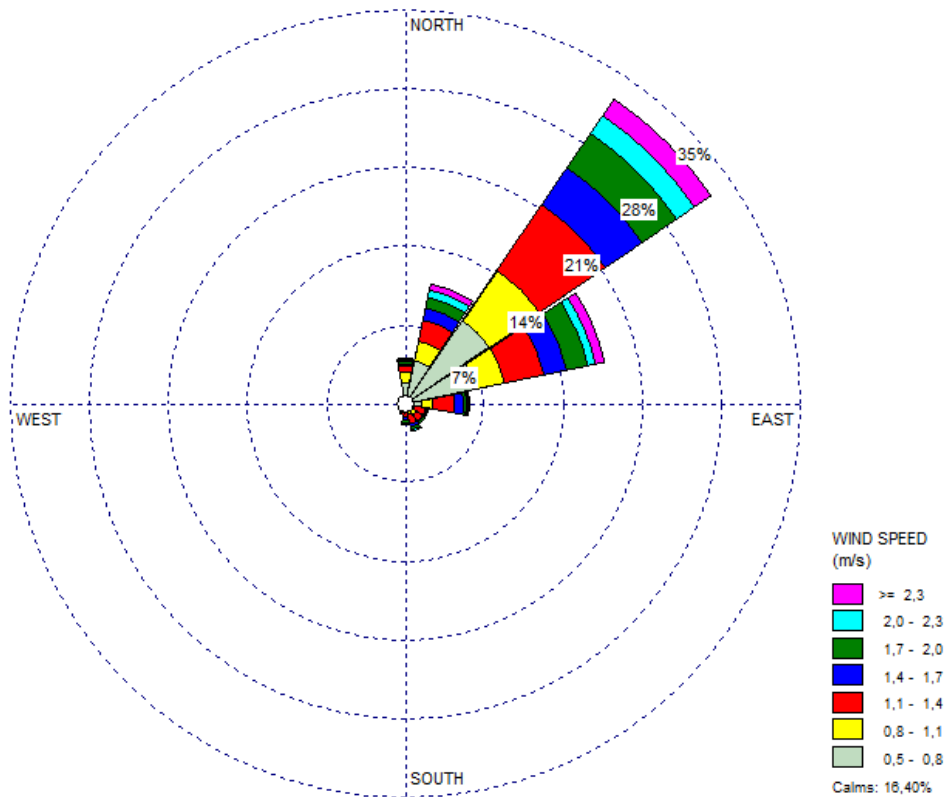 NORTH
35%
28%
21%
14%
7%
WEST
EAST
SOUTH
WIND SPEED
(m/s)
>= 2,3
2,0 - 2,3
1,7 - 2,0
1,4 - 1,7
1,1 - 1,4
0,8 - 1,1
0,5 - 0,8
Calms: 16,40%